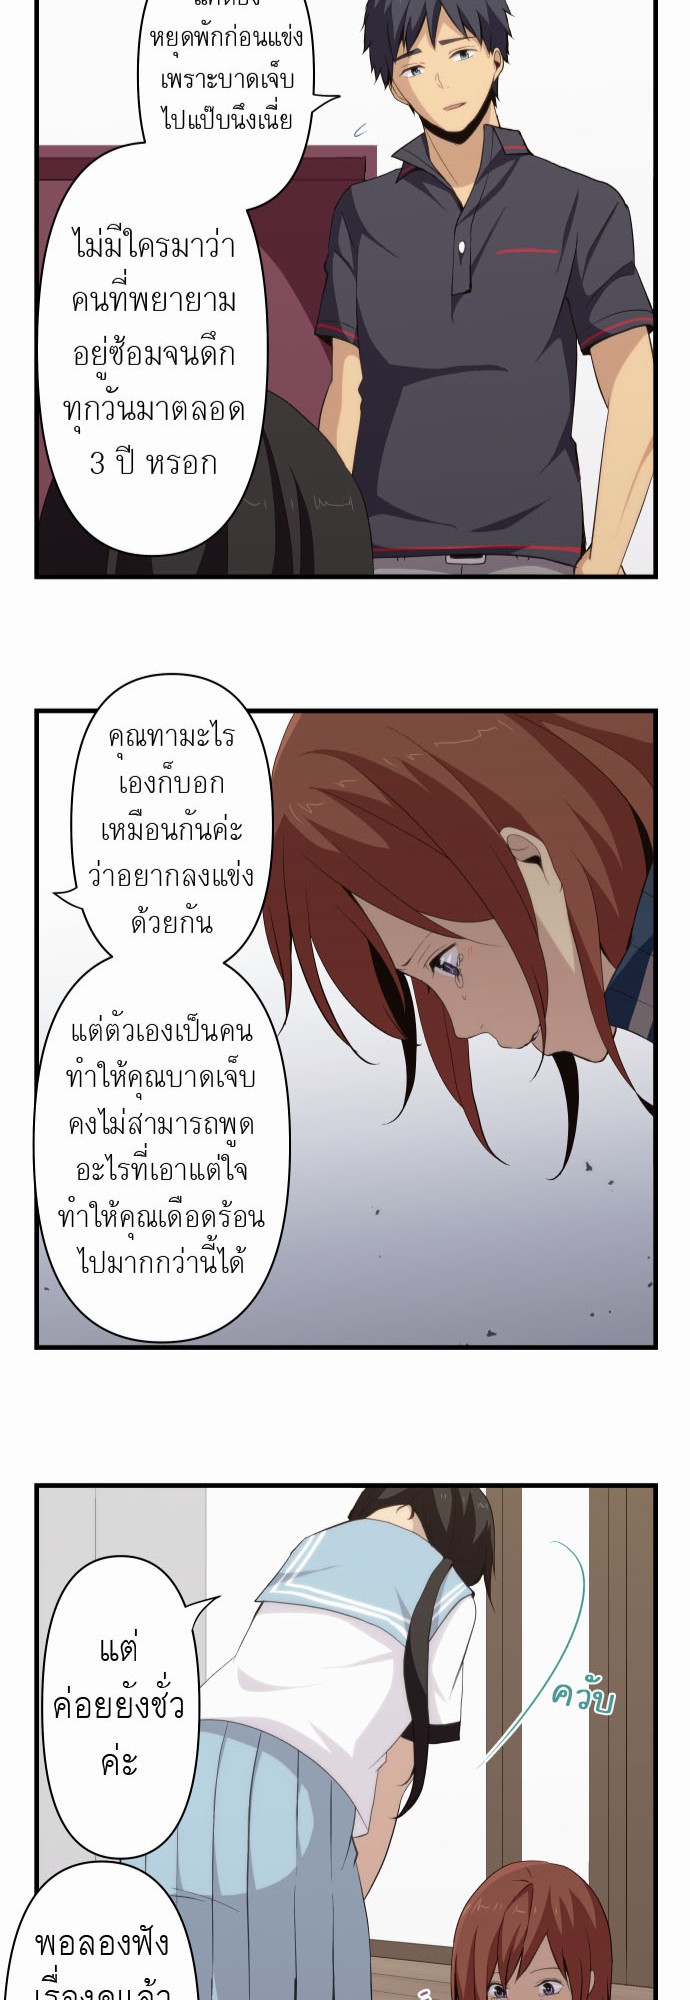 หยุดพักก่อนแข่ง
เพราะบาดเจ็บ
ไปแป๊บนึงเนี่ย
ไม่มีใครมาว่า
คนที่พยายาม
อยู่ซ้อมจนดึก
ทุกวันมาตลอด
3 ปี หรอก
คุณทามะไร
เองก็บอก
เหมือนกันค่ะ
ว่าอยากลงแข่ง
ด้วยกัน
แต่ตัวเองเป็นคน
ทำให้คุณบาดเจ็บ
คงไม่สามารถพูด
อะไรที่เอาแต่ใจ
ทำให้คุณเดือดร้อน
ไปมากกว่านี้ได้
แต่
ค่อยยังชั่ว
ค่ะ
ควับ
พอลองฟัง
เรื่องดูแล้ว